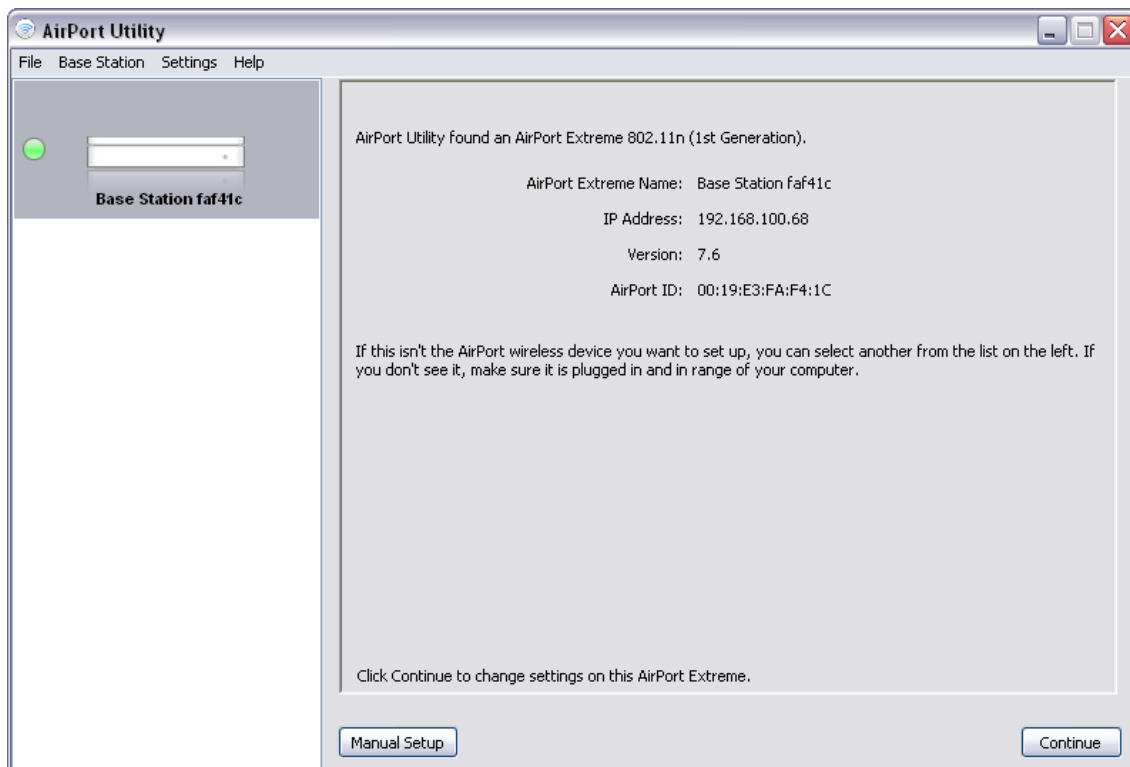 AirPort Utility
File Base Station Settings Help
Base Station faf41c
AirPort Utility found an AirPort Extreme 802.11n (1st Generation).
AirPort Extreme Name: Base Station faf41c
IP Address: 192.168.100.68
Version: 7.6
AirPort ID: 00:19:E3:FA:F4:1C
If this isn't the AirPort wireless device you want to set up, you can select another from the list on the left. If
you don't see it, make sure it is plugged in and in range of your computer.
Click Continue to change settings on this AirPort Extreme.
Manual Setup Continue